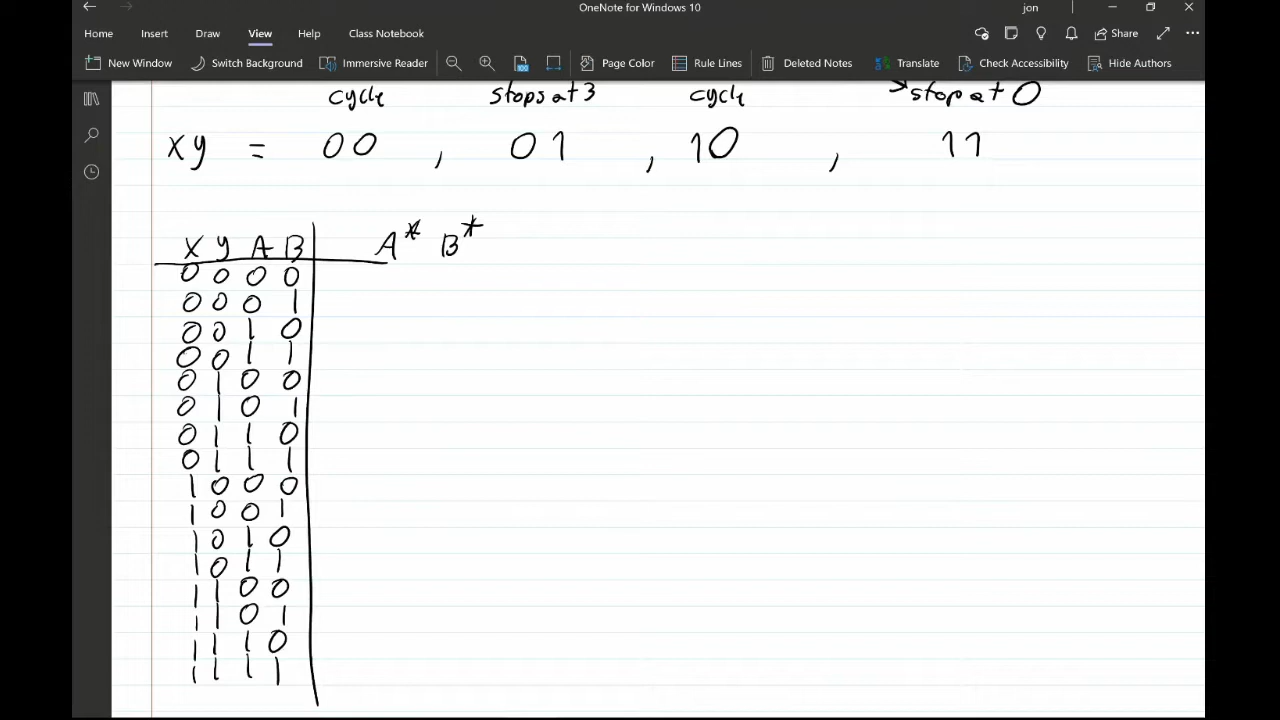 OneNote for Windows 10
jon
Home Insert Draw View Help Class Notebook
Share
New Window Switch Background Immersive Reader Page Color Rule Lines Deleted Notes Translate Check Accessibility Hide Authors
cycle stops at 3 cycle stop at 0
xy = 00 , 01 , 10 , 11
X Y A B A* B*
0 0 0 0
0 0 0 1
0 0 1 0
0 0 1 1
0 1 0 0
0 1 0 1
0 1 1 0
0 1 1 1
1 0 0 0
1 0 0 1
1 0 1 0
1 0 1 1
1 1 0 0
1 1 0 1
1 1 1 0
1 1 1 1